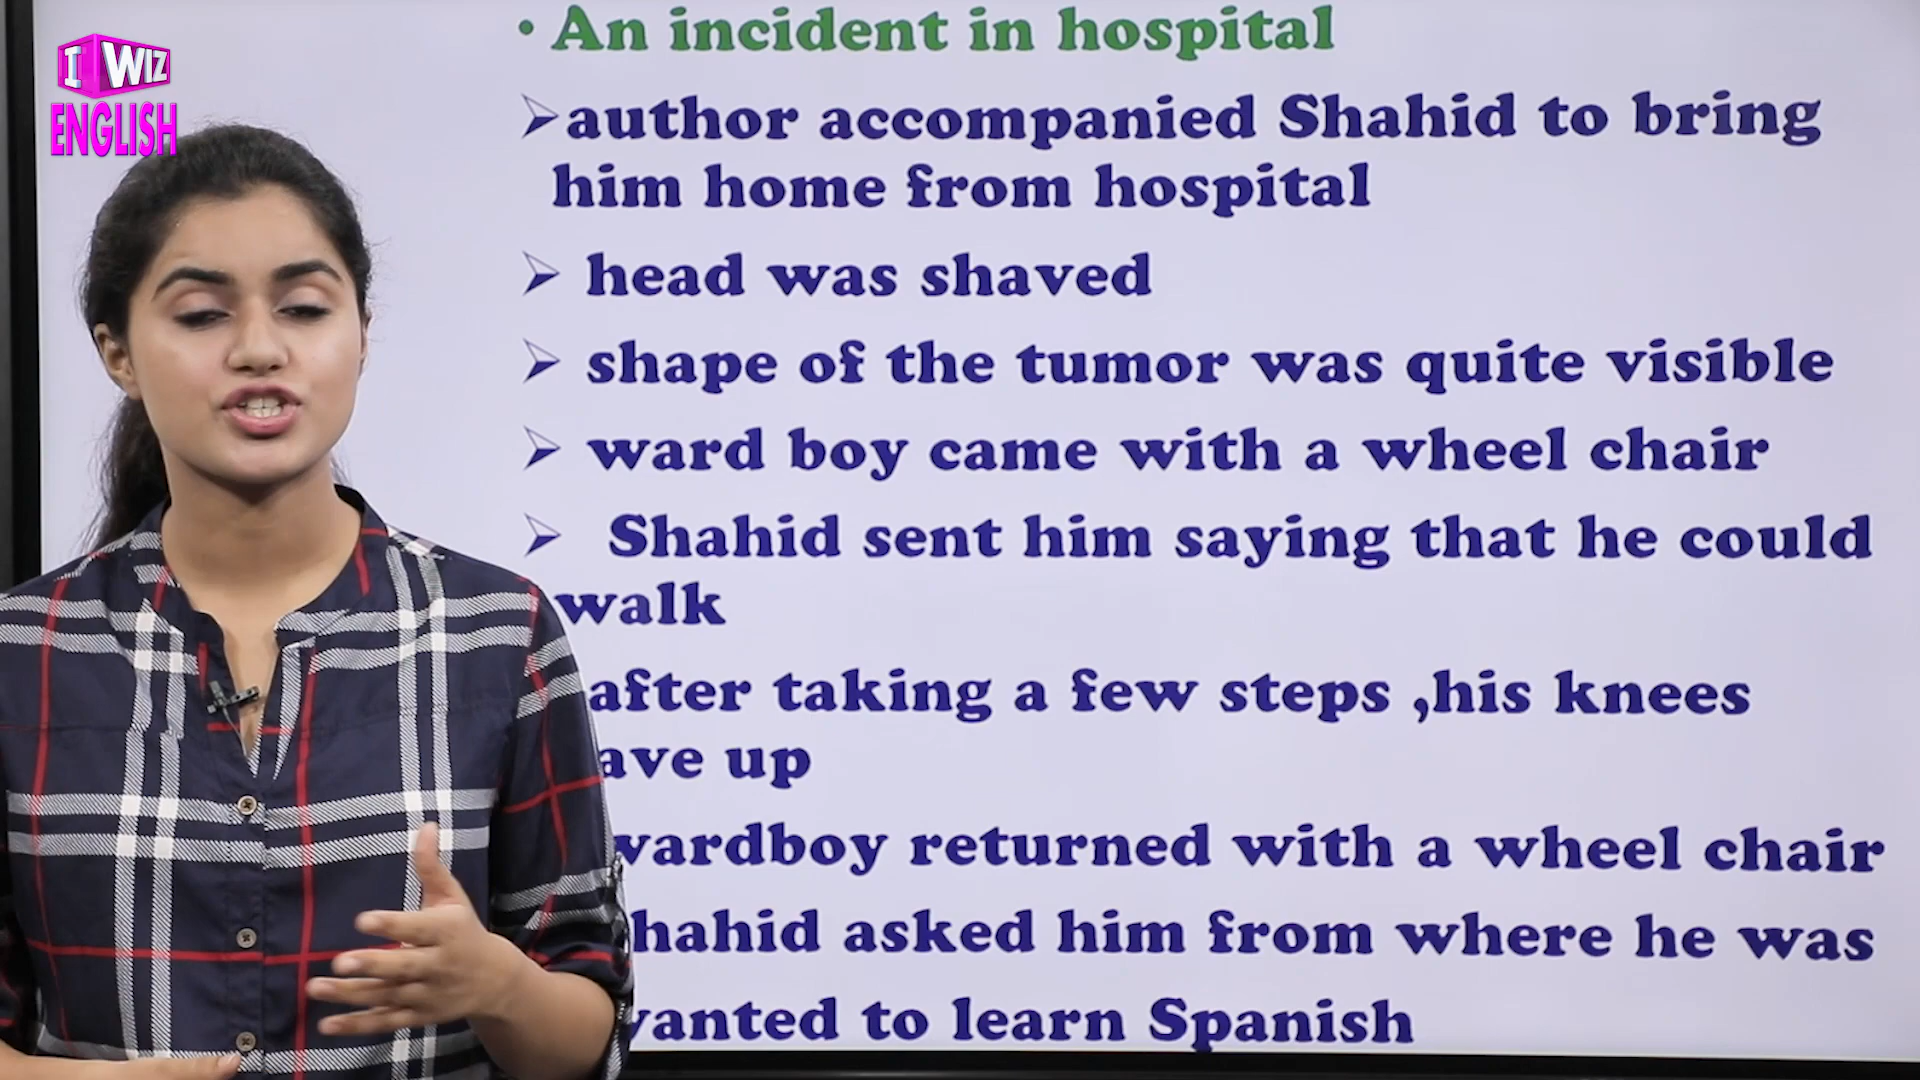 I WIZ
ENGLISH
• An incident in hospital
author accompanied Shahid to bring
him home from hospital
head was shaved
shape of the tumor was quite visible
ward boy came with a wheel chair
Shahid sent him saying that he could
walk
after taking a few steps ,his knees
ave up
wardboy returned with a wheel chair
hahid asked him from where he was
wanted to learn Spanish